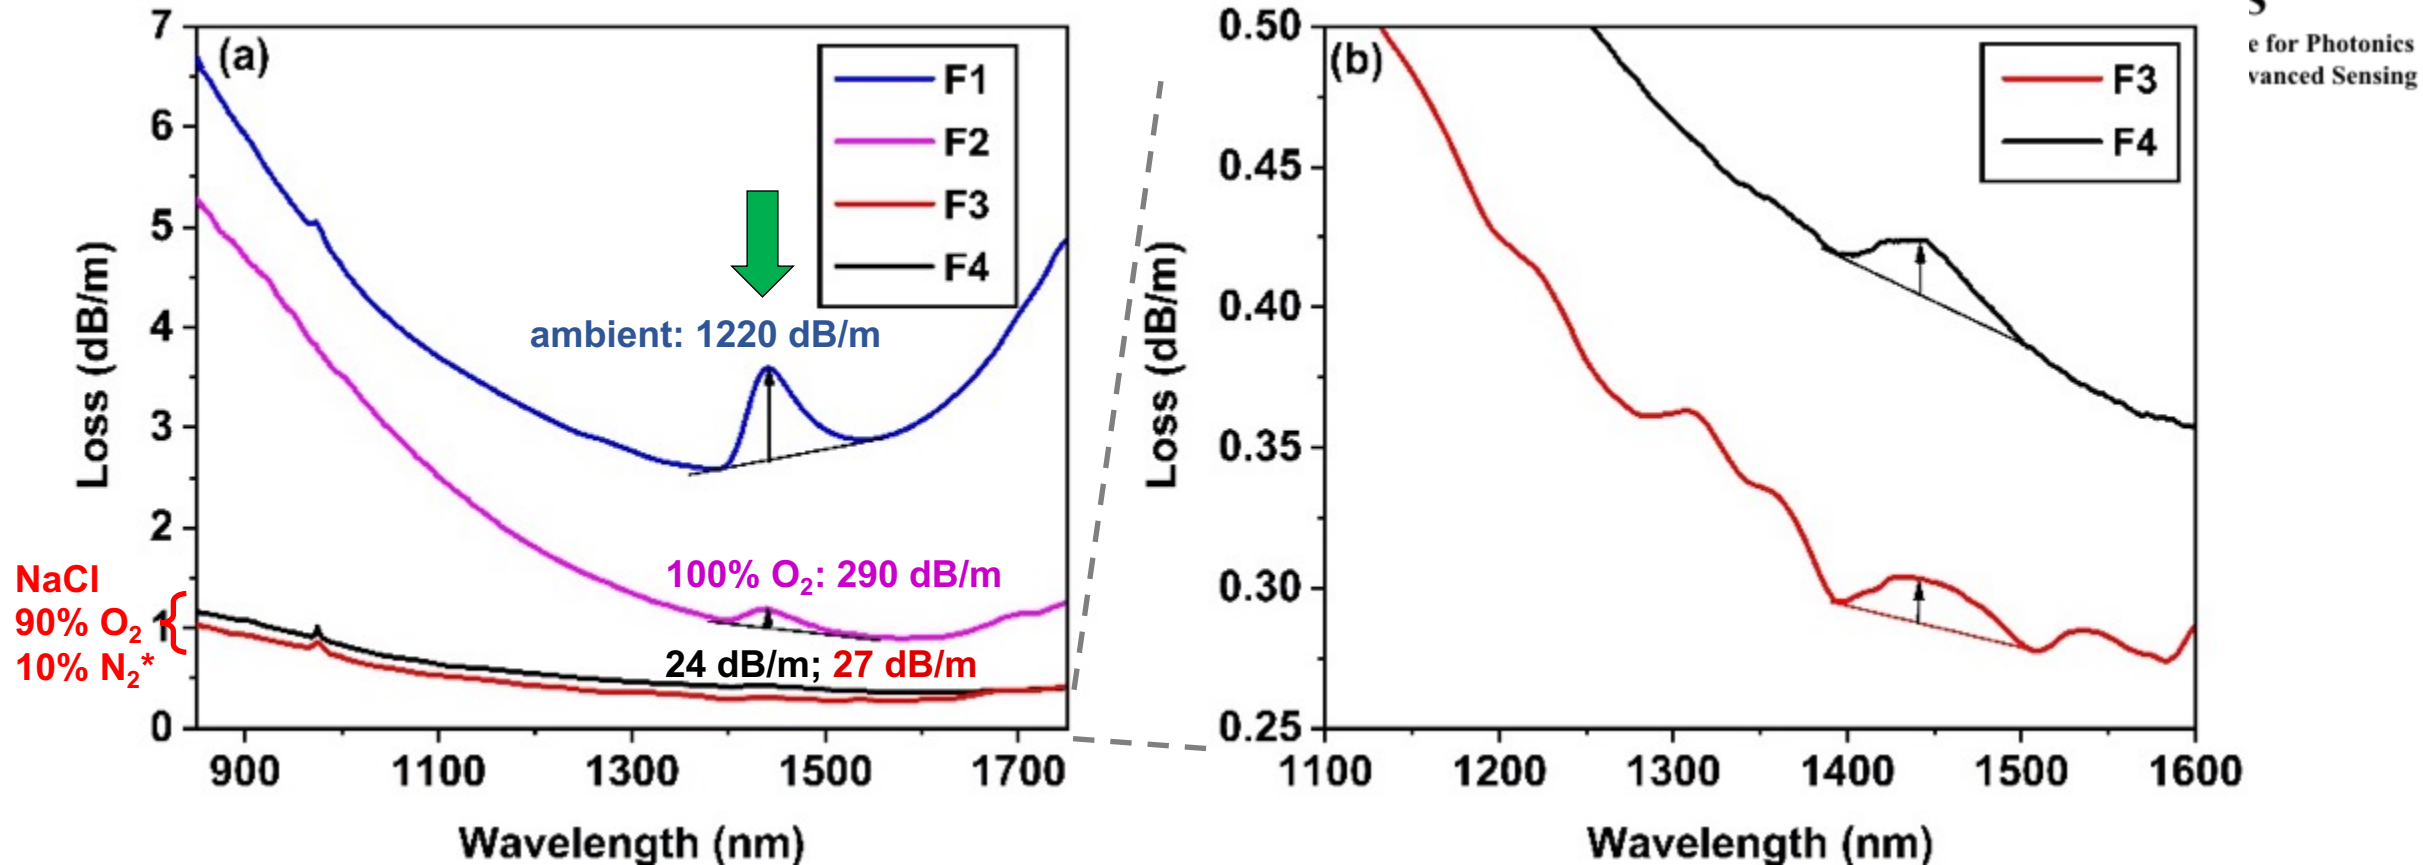 (a)
7
6
5
4
3
2
1
0
Loss (dB/m)
F1
F2
F3
F4
ambient: 1220 dB/m
100% O₂: 290 dB/m
24 dB/m; 27 dB/m
NaCl
90% O₂
10% N₂*
900 1100 1300 1500 1700
Wavelength (nm)
(b)
0.50
0.45
0.40
0.35
0.30
0.25
Loss (dB/m)
F3
F4
1100 1200 1300 1400 1500 1600
Wavelength (nm)
e for Photonics
vanced Sensing